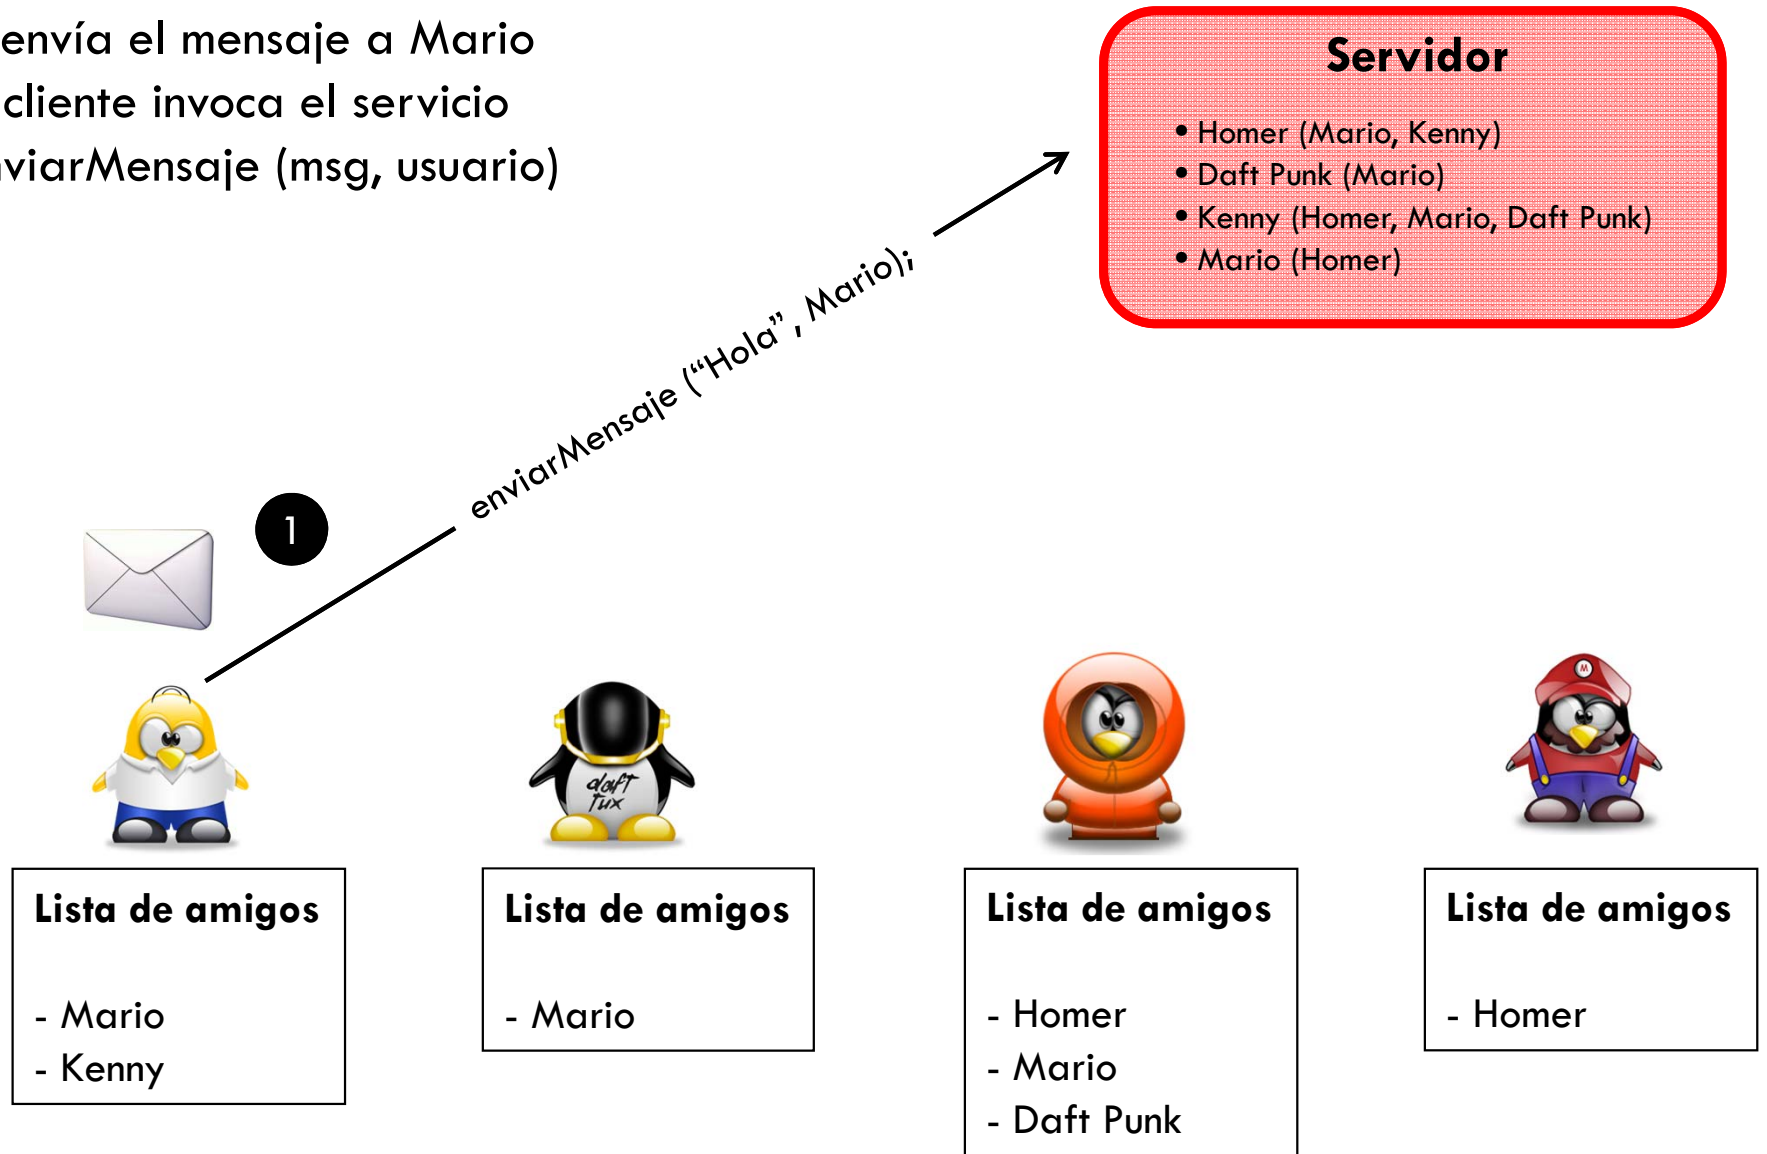 envía el mensaje a Mario
cliente invoca el servicio
nviarMensaje (msg, usuario)
Servidor
• Homer (Mario, Kenny)
• Daft Punk (Mario)
• Kenny (Homer, Mario, Daft Punk)
• Mario (Homer)
enviarMensaje (“Hola”, Mario);
1
daft
Tux
M
Lista de amigos
- Mario
- Kenny
Lista de amigos
- Mario
Lista de amigos
- Homer
- Mario
- Daft Punk
Lista de amigos
- Homer